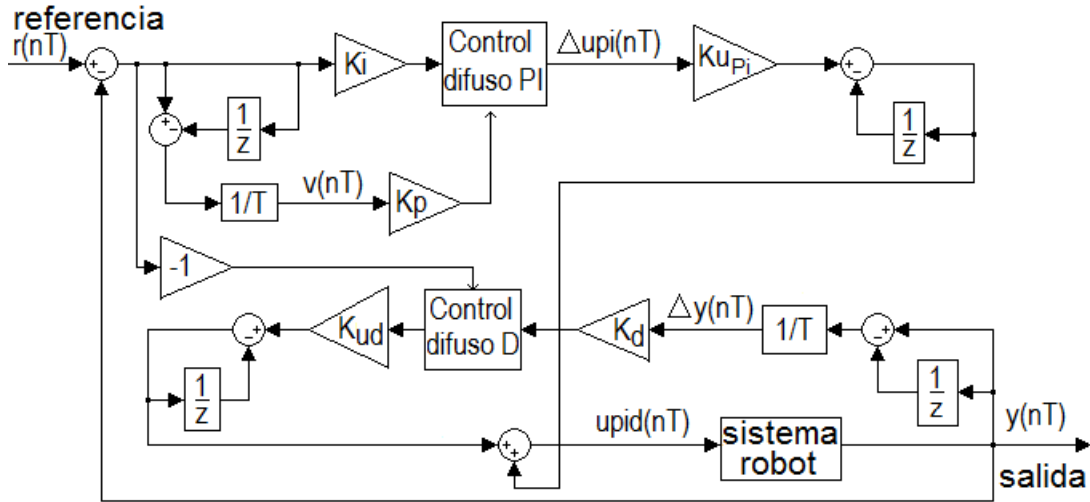 referencia
r(nT)
+
-
Ki
Control
difuso PI
△upi(nT)
KuPi
+
-
1
z
+
-
1
z
1/T
v(nT)
Kp
-1
Control
difuso D
Kud
+
-
1
z
Kd
△y(nT)
1/T
+
-
1
z
+
+
upid(nT)
sistema
robot
y(nT)
salida